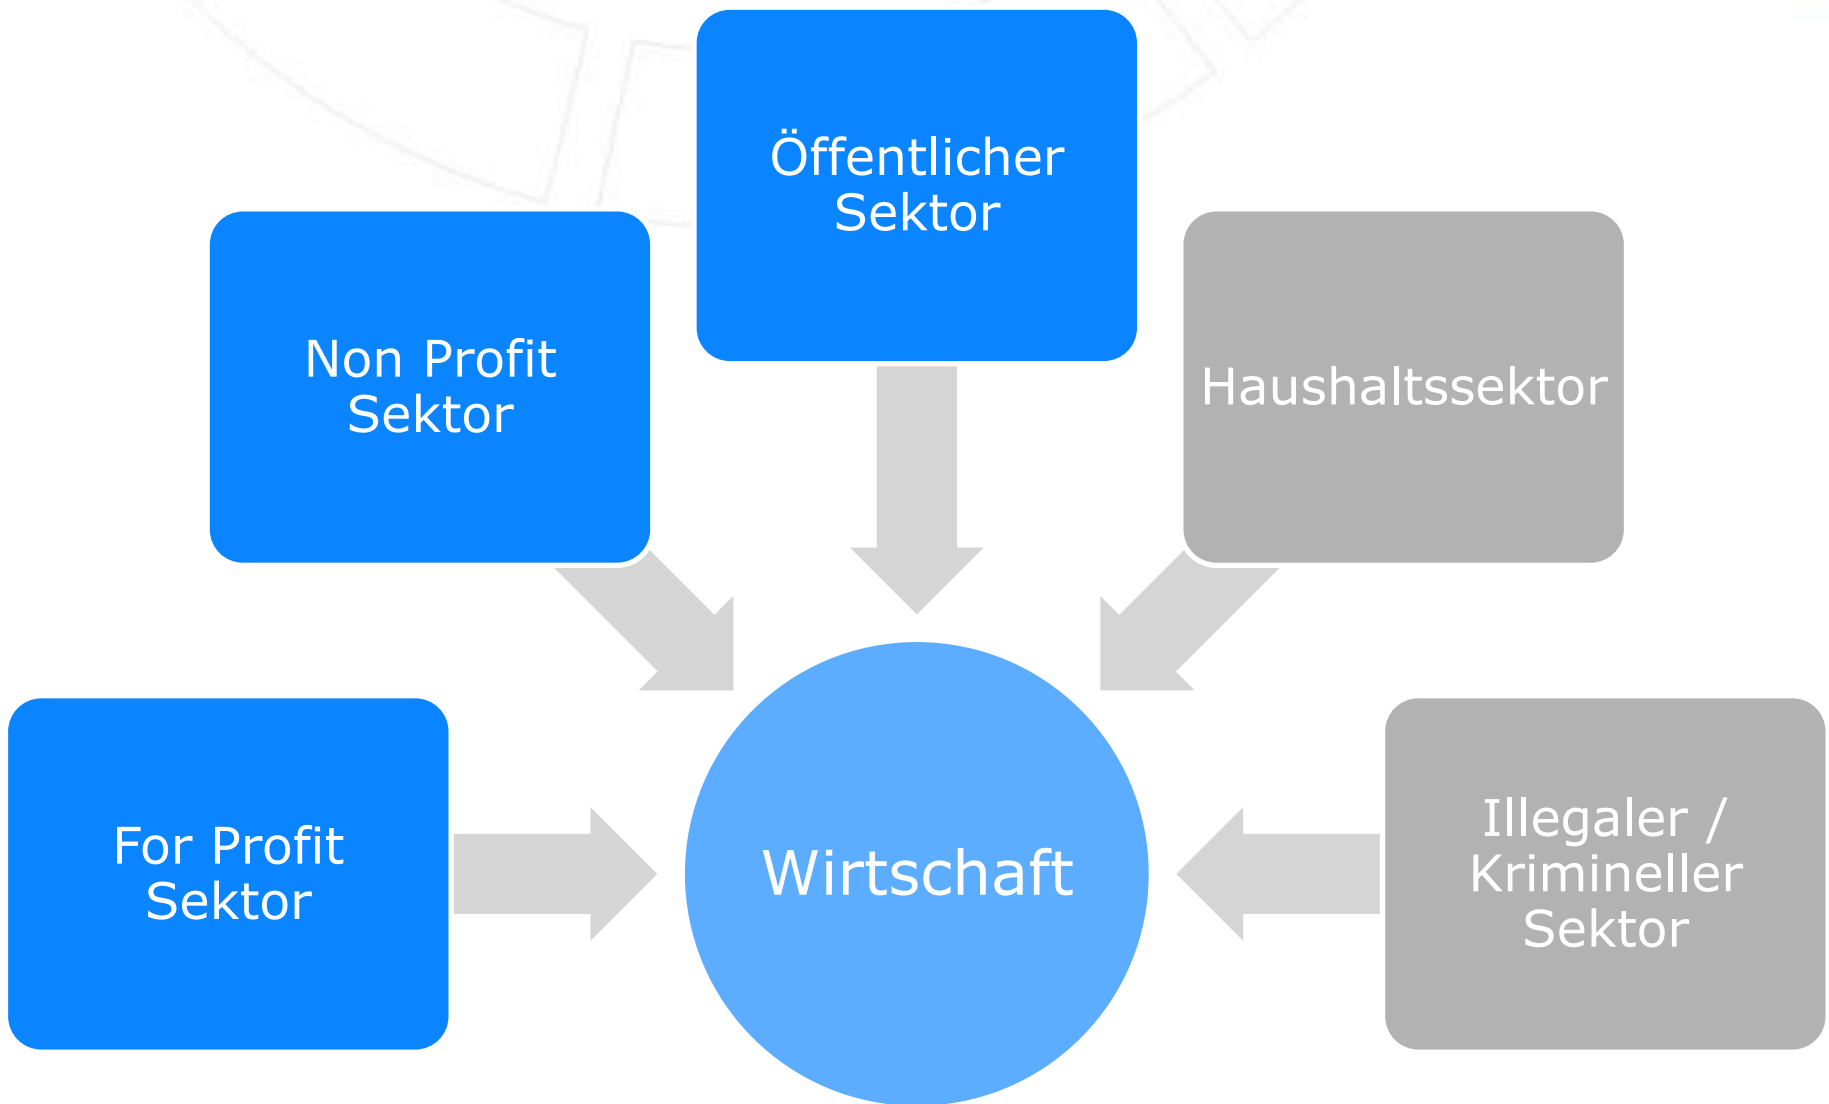 Öffentlicher
Sektor
Non Profit
Sektor
Haushaltssektor
For Profit
Sektor
Wirtschaft
Illegaler /
Krimineller
Sektor